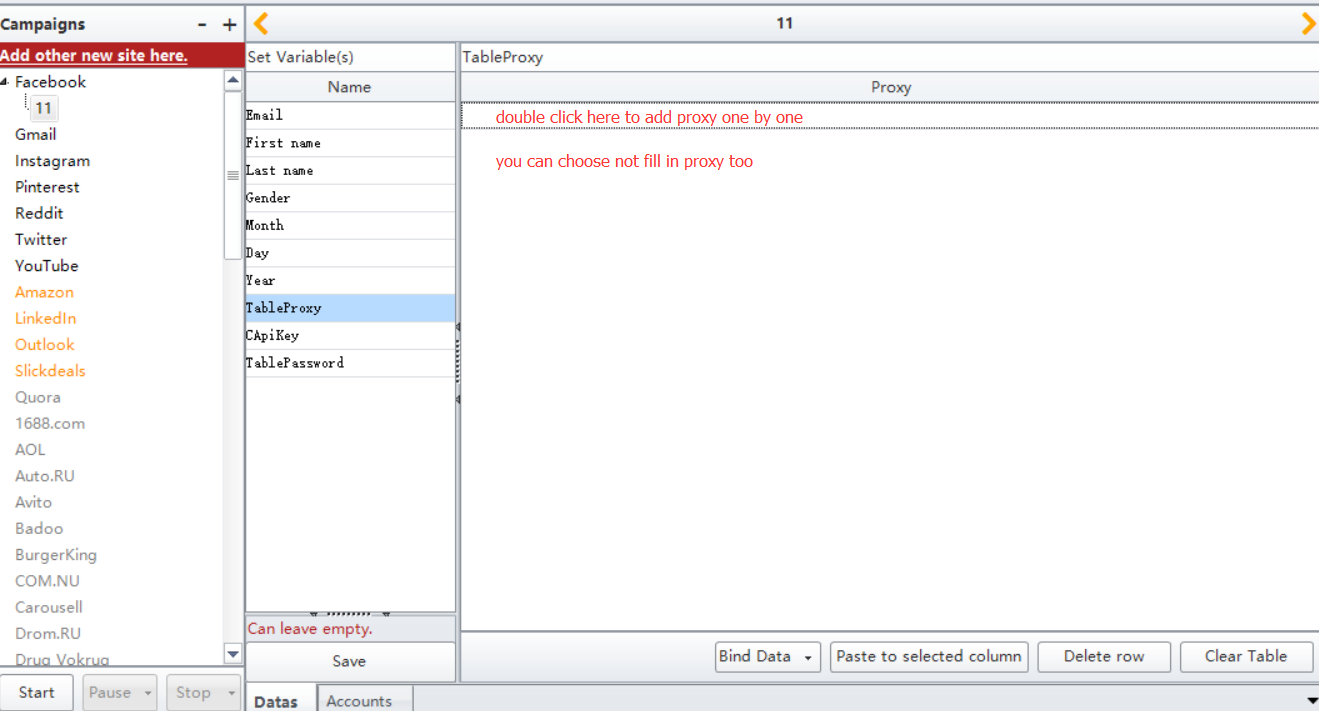 Campaigns - +
Add other new site here.
Facebook
11
Gmail
Instagram
Pinterest
Reddit
Twitter
YouTube
Amazon
LinkedIn
Outlook
Slickdeals
Quora
1688.com
AOL
Auto.RU
Avito
Badoo
BurgerKing
COM.NU
Carousell
Drom.RU
Drug Vokrug
Start
Pause
Stop
11
Set Variable(s)
Name
Email
First name
Last name
Gender
Month
Day
Year
TableProxy
CApiKey
TablePassword
Can leave empty.
Save
TableProxy
Proxy
double click here to add proxy one by one
you can choose not fill in proxy too
Bind Data
Paste to selected column
Delete row
Clear Table
Datas
Accounts